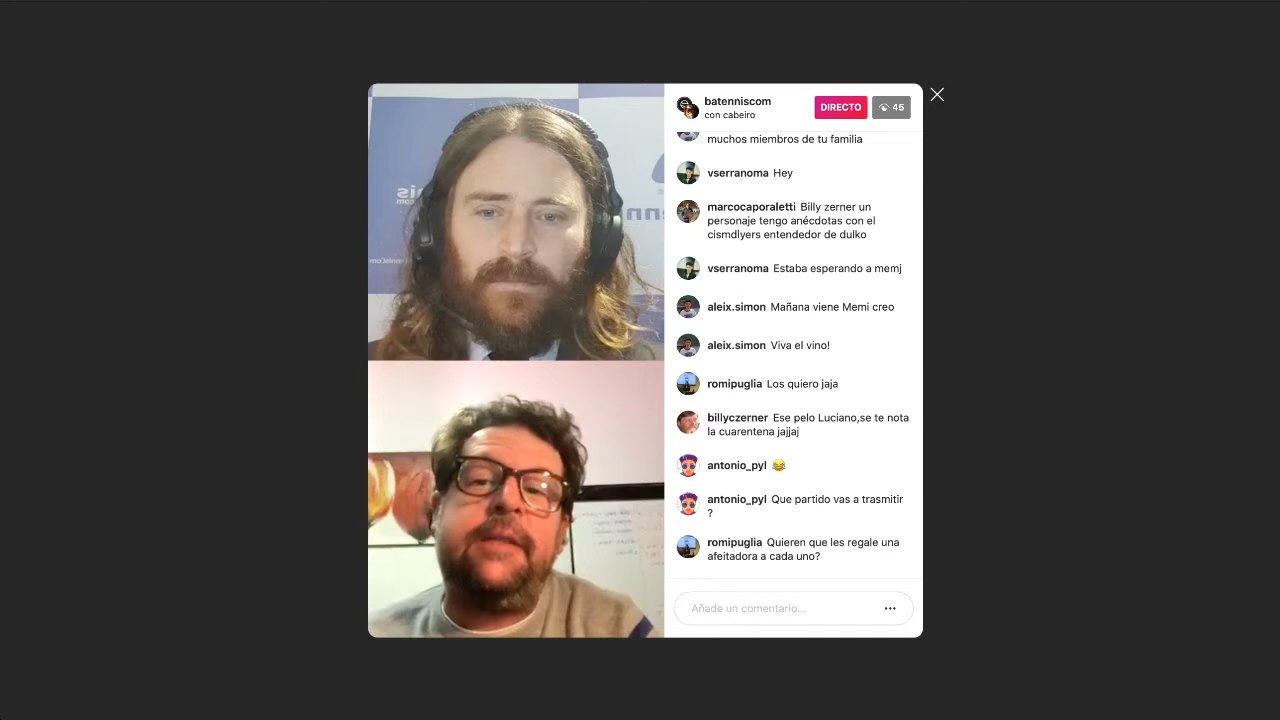 batenniscom
con cabeiro
DIRECTO
45
muchos miembros de tu familia
vserranoma Hey
marcocaporaletti Billy zerner un
personaje tengo anécdotas con el
cismdlyers entendedor de dulko
vserranoma Estaba esperando a memj
aleix.simon Mañana viene Memi creo
aleix.simon Viva el vino!
romipuglia Los quiero jaja
billyczerner Ese pelo Luciano,se te nota
la cuarentena jajjaj
antonio_pyl 😂
antonio_pyl Que partido vas a trasmitir
?
romipuglia Quieren que les regale una
afeitadora a cada uno?
Añade un comentario...